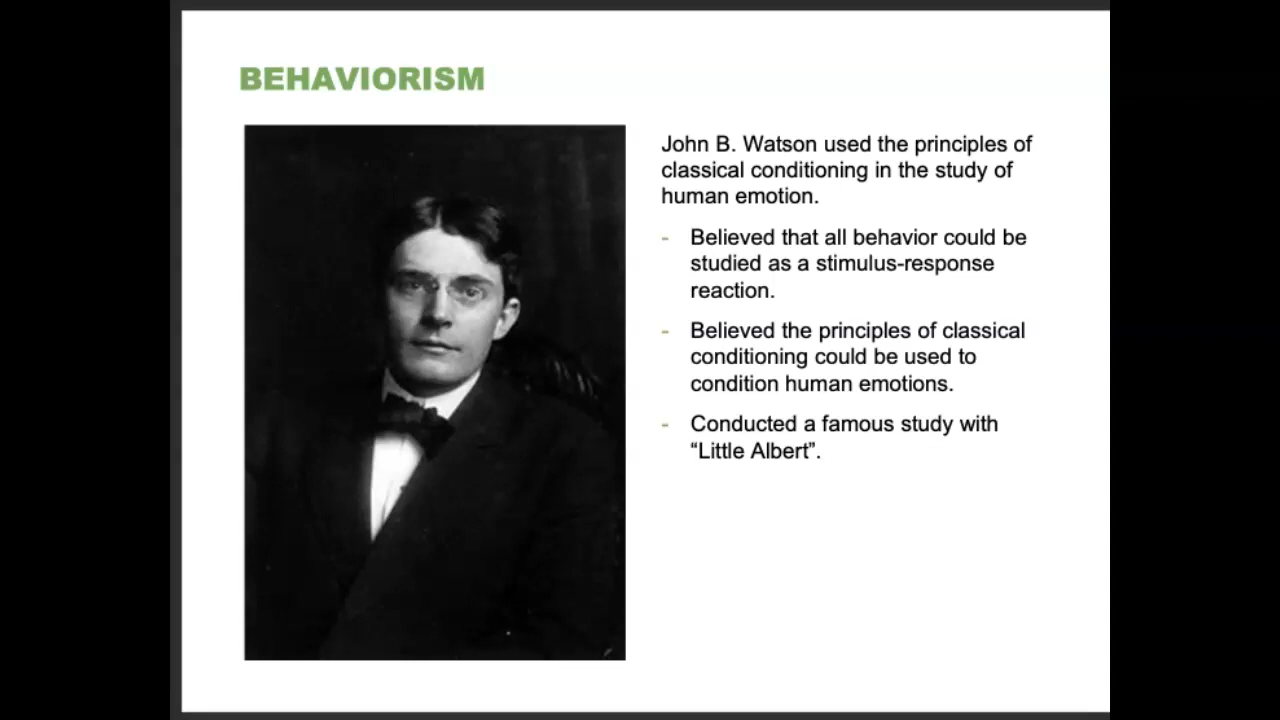 BEHAVIORISM
John B. Watson used the principles of
classical conditioning in the study of
human emotion.
- Believed that all behavior could be
studied as a stimulus-response
reaction.
- Believed the principles of classical
conditioning could be used to
condition human emotions.
- Conducted a famous study with
“Little Albert”.